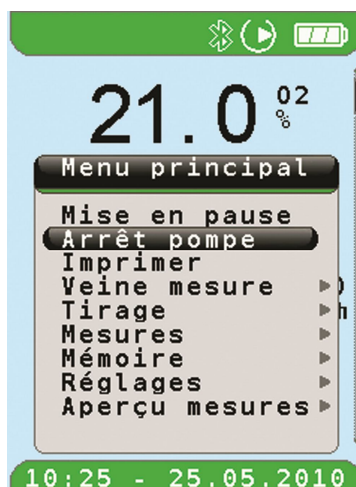 21.0 02
%
Menu principal
Mise en pause
Arrêt pompe
Imprimer
Veine mesure
Tirage
Mesures
Mémoire
Réglages
Aperçu mesures
10:25 - 25.05.2010